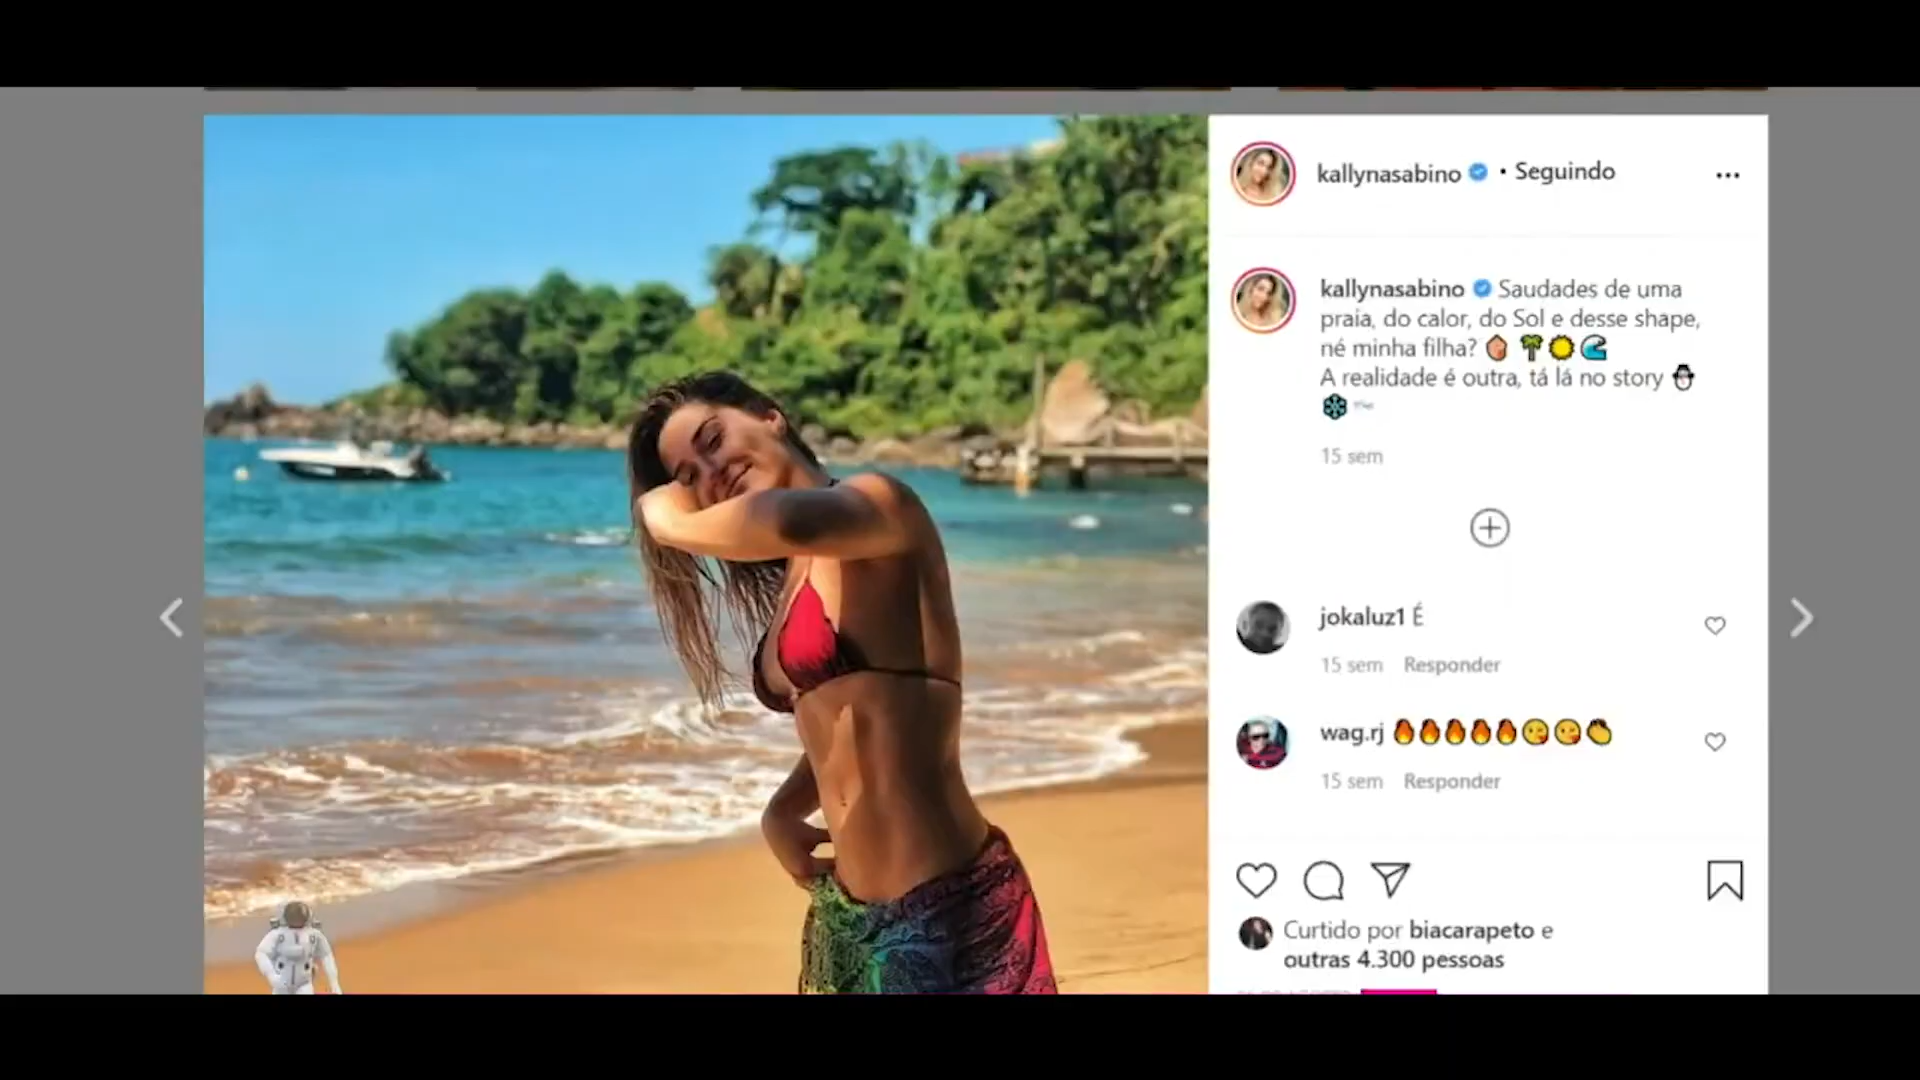 kallynasabino • Seguindo
kallynasabino Saudades de uma
praia, do calor, do Sol e desse shape,
né minha filha?
A realidade é outra, tá lá no story
15 sem
jokaluz1 É
15 sem Responder
wag.rj
15 sem Responder
Curtido por biacarapeto e
outras 4.300 pessoas